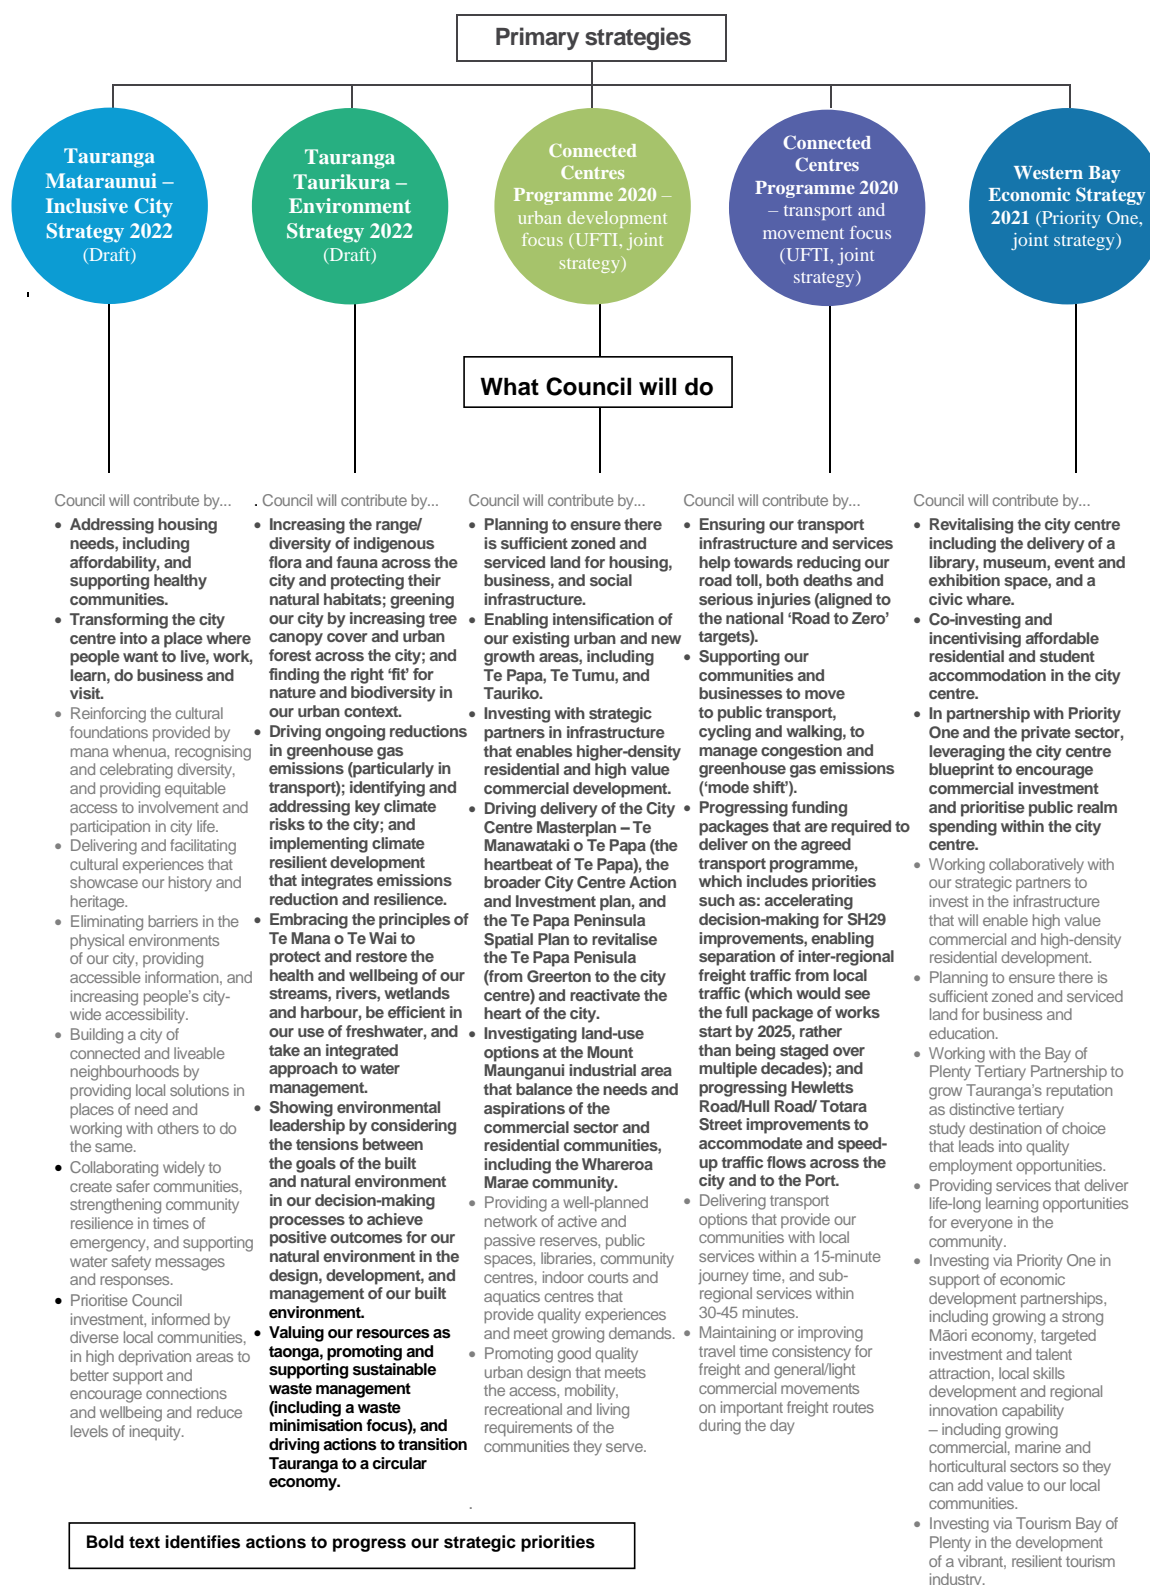 Primary strategies
Tauranga
Mataraunui –
Inclusive City
Strategy 2022
(Draft)
Tauranga
Taurikura –
Environment
Strategy 2022
(Draft)
Connected
Centres
Programme 2020 –
urban development
focus (UFTI, joint
strategy)
Connected
Centres
Programme 2020
– transport and
movement focus
(UFTI, joint
strategy)
Western Bay
Economic Strategy
2021 (Priority One,
joint strategy)
What Council will do
Council will contribute by...
• Addressing housing
needs, including
affordability, and
supporting healthy
communities.
• Transforming the city
centre into a place where
people want to live, work,
learn, do business and
visit.
• Reinforcing the cultural
foundations provided by
mana whenua, recognising
and celebrating diversity,
and providing equitable
access to involvement and
participation in city life.
• Delivering and facilitating
cultural experiences that
showcase our history and
heritage.
• Eliminating barriers in the
physical environments
of our city, providing
accessible information, and
increasing people's city-
wide accessibility.
• Building a city of
connected and liveable
neighbourhoods by
providing local solutions in
places of need and
working with others to do
the same.
• Collaborating widely to
create safer communities,
strengthening community
resilience in times of
emergency, and supporting
water safety messages
and responses.
• Prioritise Council
investment, informed by
diverse local communities,
in high deprivation areas to
better support and
encourage connections
and wellbeing and reduce
levels of inequity.
. Council will contribute by...
• Increasing the range/
diversity of indigenous
flora and fauna across the
city and protecting their
natural habitats; greening
our city by increasing tree
canopy cover and urban
forest across the city; and
finding the right ‘fit’ for
nature and biodiversity in
our urban context.
• Driving ongoing reductions
in greenhouse gas
emissions (particularly in
transport); identifying and
addressing key climate
risks to the city; and
implementing climate
resilient development
that integrates emissions
reduction and resilience.
• Embracing the principles of
Te Mana o Te Wai to
protect and restore the
health and wellbeing of our
streams, rivers, wetlands
and harbour, be efficient in
our use of freshwater, and
take an integrated
approach to water
management.
• Showing environmental
leadership by considering
the tensions between
the goals of the built
and natural environment
in our decision-making
processes to achieve
positive outcomes for our
natural environment in the
design, development, and
management of our built
environment.
• Valuing our resources as
taonga, promoting and
supporting sustainable
waste management
(including a waste
minimisation focus), and
driving actions to transition
Tauranga to a circular
economy.
Council will contribute by...
• Planning to ensure there
is sufficient zoned and
serviced land for housing,
business, and social
infrastructure.
• Enabling intensification of
our existing urban and new
growth areas, including
Te Papa, Te Tumu, and
Tauriko.
• Investing with strategic
partners in infrastructure
that enables higher-density
residential and high value
commercial development.
• Driving delivery of the City
Centre Masterplan – Te
Manawataki o Te Papa (the
heartbeat of Te Papa), the
broader City Centre Action
and Investment plan, and
the Te Papa Peninsula
Spatial Plan to revitalise
the Te Papa Penisula
(from Greerton to the city
centre) and reactivate the
heart of the city.
• Investigating land-use
options at the Mount
Maunganui industrial area
that balance the needs and
aspirations of the
commercial sector and
residential communities,
including the Whareroa
Marae community.
• Providing a well-planned
network of active and
passive reserves, public
spaces, libraries, community
centres, indoor courts and
aquatics centres that
provide quality experiences
and meet growing demands.
• Promoting good quality
urban design that meets
the access, mobility,
recreational and living
requirements of the
communities they serve.
Council will contribute by...
• Ensuring our transport
infrastructure and services
help towards reducing our
road toll, both deaths and
serious injuries (aligned to
the national ‘Road to Zero’
targets).
• Supporting our
communities and
businesses to move
to public transport,
cycling and walking, to
manage congestion and
greenhouse gas emissions
(‘mode shift’).
• Progressing funding
packages that are required to
deliver on the agreed
transport programme,
which includes priorities
such as: accelerating
decision-making for SH29
improvements, enabling
separation of inter-regional
freight traffic from local
traffic (which would see
the full package of works
start by 2025, rather
than being staged over
multiple decades); and
progressing Hewletts
Road/Hull Road/ Totara
Street improvements to
accommodate and speed-
up traffic flows across the
city and to the Port.
• Delivering transport
options that provide our
communities with local
services within a 15-minute
journey time, and sub-
regional services within
30-45 minutes.
• Maintaining or improving
travel time consistency for
freight and general/light
commercial movements
on important freight routes
during the day
Council will contribute by...
• Revitalising the city centre
including the delivery of a
library, museum, event and
exhibition space, and a
civic whare.
• Co-investing and
incentivising affordable
residential and student
accommodation in the city
centre.
• In partnership with Priority
One and the private sector,
leveraging the city centre
blueprint to encourage
commercial investment
and prioritise public realm
spending within the city
centre.
• Working collaboratively with
our strategic partners to
invest in the infrastructure
that will enable high value
commercial and high-density
residential development.
• Planning to ensure there is
sufficient zoned and serviced
land for business and
education.
• Working with the Bay of
Plenty Tertiary Partnership to
grow Tauranga's reputation
as distinctive tertiary
study destination of choice
that leads into quality
employment opportunities.
• Providing services that deliver
life-long learning opportunities
for everyone in the
community.
• Investing via Priority One in
support of economic
development partnerships,
including growing a strong
Māori economy, targeted
investment and talent
attraction, local skills
development and regional
innovation capability
– including growing
commercial, marine and
horticultural sectors so they
can add value to our local
communities.
• Investing via Tourism Bay of
Plenty in the development
of a vibrant, resilient tourism
industry.
Bold text identifies actions to progress our strategic priorities